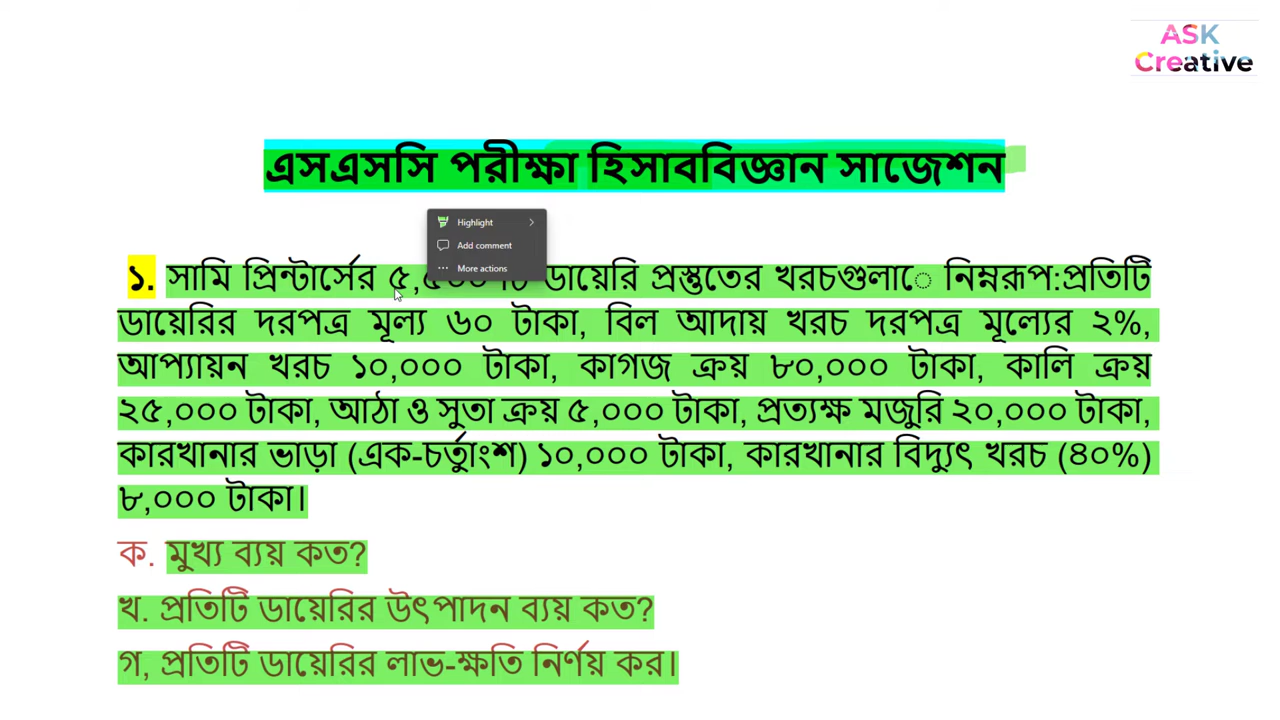 ASK
Creative
এসএসসি পরীক্ষা হিসাববিজ্ঞান সাজেশন
Highlight
Add comment
More actions
১. সামি প্রিন্টার্সের ডায়েরি প্রস্তুতের খরচগুলাে নিম্নরূপ:প্রতিটি
ডায়েরির দরপত্র মূল্য ৬০ টাকা, বিল আদায় খরচ দরপত্র মূল্যের ২%,
আপ্যায়ন খরচ ১০,০০০ টাকা, কাগজ ক্রয় ৮০,০০০ টাকা, কালি ক্রয়
২৫,০০০ টাকা, আঠা ও সুতা ক্রয় ৫,০০০ টাকা, প্রত্যক্ষ মজুরি ২০,০০০ টাকা,
কারখানার ভাড়া (এক-চর্তুাংশ) ১০,০০০ টাকা, কারখানার বিদ্যুৎ খরচ (৪০%)
৮,০০০ টাকা।
ক. মুখ্য ব্যয় কত?
খ. প্রতিটি ডায়েরির উৎপাদন ব্যয় কত?
গ, প্রতিটি ডায়েরির লাভ-ক্ষতি নির্ণয় কর।